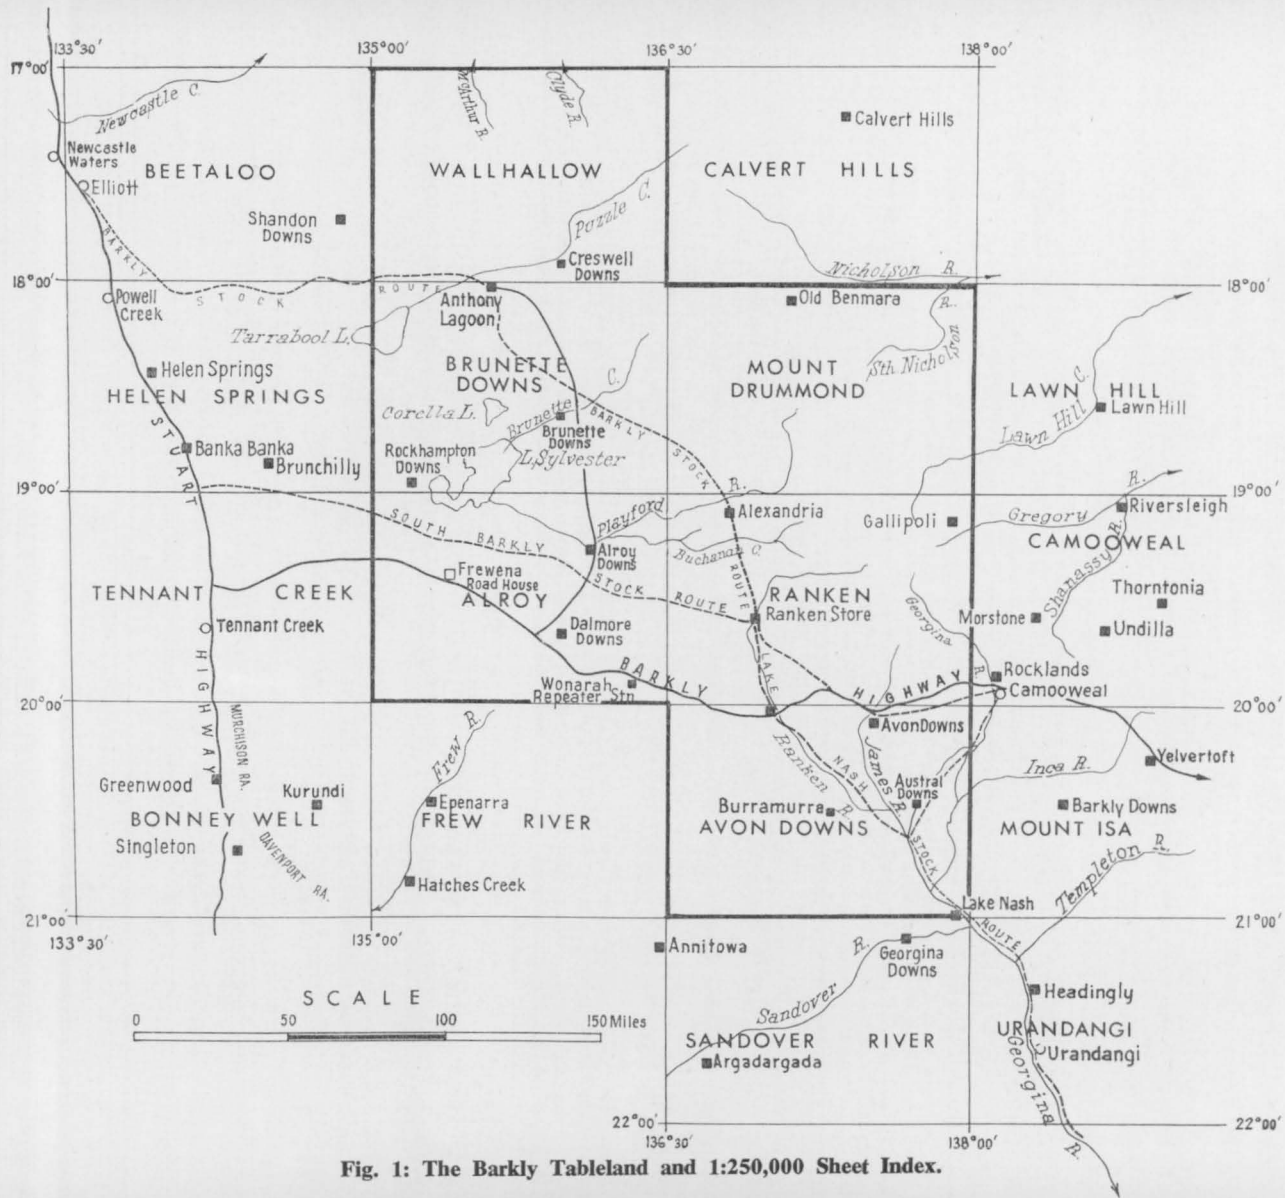 133°30′ 135°00′ 136°30′ 138°00′
17°00′
Newcastle C.
McArthur R.
Clyde R.
Calvert Hills
Newcastle
Waters
BEETALOO
WALLHALLOW
CALVERT HILLS
Elliott
Shandon
Downs
Puzzle C.
Creswell
Downs
BARKLY STOCK ROUTE
Nicholson R.
18°00′ 18°00′
Powell
Creek
Anthony
Lagoon
Old Benmara
Tarrabool L.
Sth. Nicholson R.
Helen Springs
HELEN SPRINGS
BRUNETTE
DOWNS
MOUNT
DRUMMOND
LAWN HILL
Lawn Hill
Lawn Hill C.
Corella L.
Brunette C.
Brunette
Downs
BARKLY STOCK ROUTE
STUART HIGHWAY
Banka Banka
Brunchilly
Rockhampton
Downs
L. Sylvester
19°00′ 19°00′
Playford R.
Alexandria
Gallipoli
Gregory R.
Riversleigh
CAMOOWEAL
SOUTH BARKLY STOCK ROUTE
Alroy
Downs
Buchanan C.
Shanassy R.
Frewena
Road House
ALROY
TENNANT CREEK
RANKEN
Ranken Store
Georgina R.
Morstone
Thorntonia
Undilla
Tennant Creek
Dalmore
Downs
Rocklands
Camooweal
BARKLY HIGHWAY
Wonarah
Repeater Stn.
20°00′ 20°00′
LAKE NASH STOCK ROUTE
MURCHISON RA.
Frew R.
Avon Downs
Yelvertoft
Ranken R.
James R.
Inca R.
Greenwood
Kurundi
Epenarra
Austral
Downs
Burramurra
Barkly Downs
BONNEY WELL
FREW RIVER
AVON DOWNS
MOUNT ISA
Singleton
DAVENPORT RA.
Hatches Creek
Templeton R.
Lake Nash
21°00′ 21°00′
133°30′ 135°00′
Annitowa
Georgina
Downs
Sandover R.
Headingly
SCALE
0 50 100 150 Miles
SANDOVER RIVER
URANDANGI
Urandangi
Argadargada
Georgina R.
22°00′ 22°00′
136°30′ 138°00′
Fig. 1: The Barkly Tableland and 1:250,000 Sheet Index.